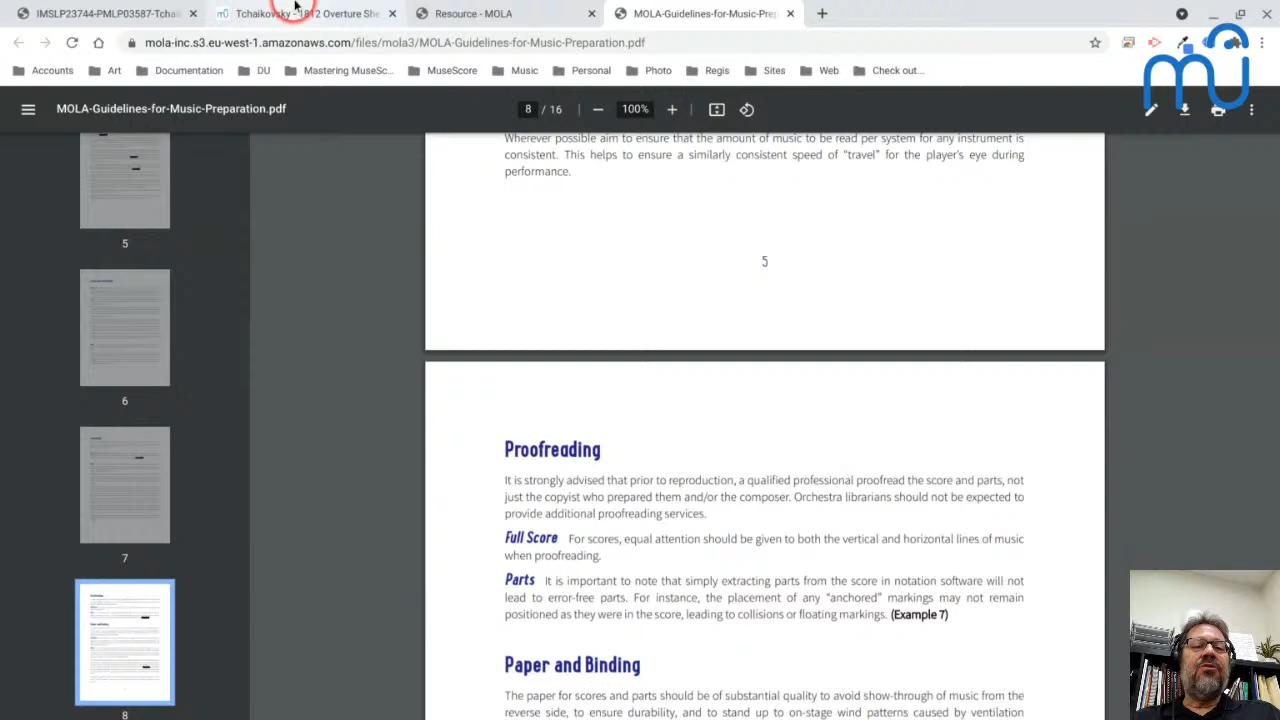 IMSLP23744-PMLP03587-Tchai
Tchaikovsky - 1812 Overture She
Resource - MOLA
MOLA-Guidelines-for-Music-Prep
mola-inc.s3.eu-west-1.amazonaws.com/files/mola3/MOLA-Guidelines-for-Music-Preparation.pdf
Accounts
Art
Documentation
DU
Mastering MuseSc...
MuseScore
Music
Personal
Photo
Regis
Sites
Web
Check out...
MOLA-Guidelines-for-Music-Preparation.pdf
8 / 16
100%
Wherever possible aim to ensure that the amount of music to be read per system for any instrument is
consistent. This helps to ensure a similarly consistent speed of “travel” for the player’s eye during
performance.
5
5
6
7
8
Proofreading
It is strongly advised that prior to reproduction, a qualified professional proofread the score and parts, not
just the copyist who prepared them and/or the composer. Orchestra librarians should not be expected to
provide additional proofreading services.
Full Score For scores, equal attention should be given to both the vertical and horizontal lines of music
when proofreading.
Parts It is important to note that simply extracting parts from the score in notation software will not
lead to error-free parts. For instance, the placement of any “anchored” markings may not remain
positioned as they were in the score, leading to collisions or floating markings. (Example 7)
Paper and Binding
The paper for scores and parts should be of substantial quality to avoid show-through of music from the
reverse side, to ensure durability, and to stand up to on-stage wind patterns caused by ventilation